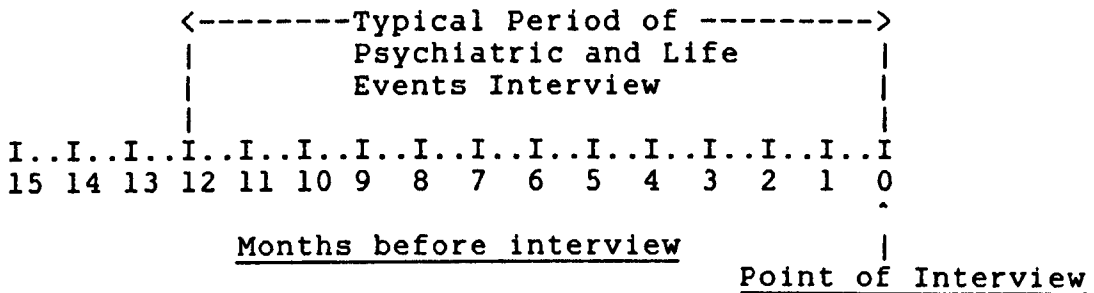 <--------Typical Period of --------->
| Psychiatric and Life |
| Events Interview |
| |
I..I..I..I..I..I..I..I..I..I..I..I..I..I..I..I
15 14 13 12 11 10 9 8 7 6 5 4 3 2 1 0
^
Months before interview |
Point of Interview